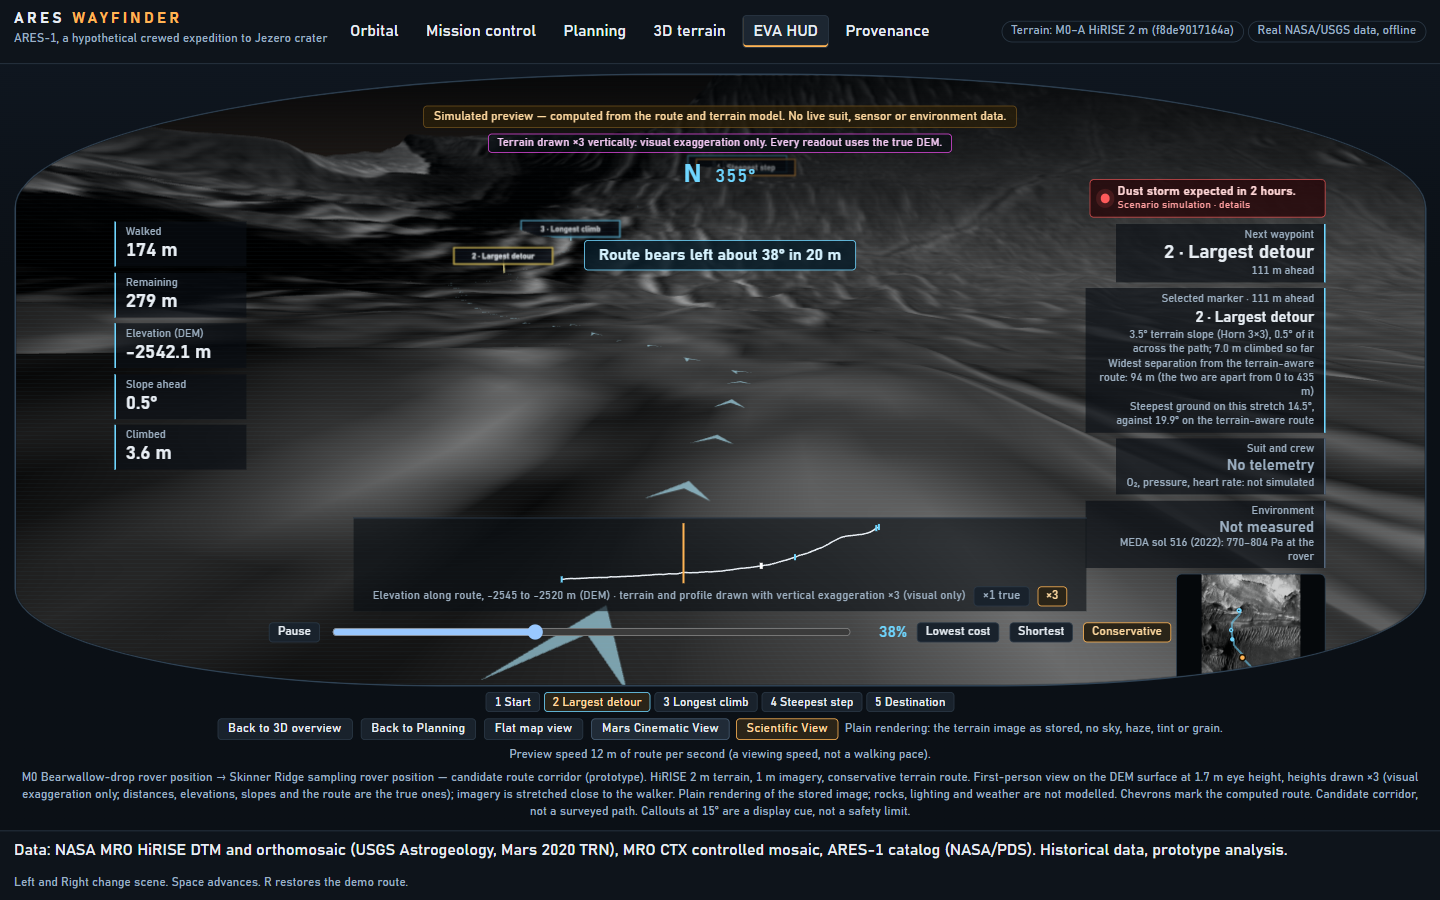 ARES WAYFINDER
ARES-1, a hypothetical crewed expedition to Jezero crater
Orbital
Mission control
Planning
3D terrain
EVA HUD
Provenance
Terrain: M0-A HiRISE 2 m (f8de9017164a)
Real NASA/USGS data, offline
Simulated preview — computed from the route and terrain model. No live suit, sensor or environment data.
Terrain drawn ×3 vertically: visual exaggeration only. Every readout uses the true DEM.
Steepest step
N 355°
3 · Longest climb
2 · Largest detour
Route bears left about 38° in 20 m
Walked
174 m
Remaining
279 m
Elevation (DEM)
-2542.1 m
Slope ahead
0.5°
Climbed
3.6 m
Dust storm expected in 2 hours.
Scenario simulation · details
Next waypoint
2 · Largest detour
111 m ahead
Selected marker · 111 m ahead
2 · Largest detour
3.5° terrain slope (Horn 3×3), 0.5° of it
across the path; 7.0 m climbed so far
Widest separation from the terrain-aware
route: 94 m (the two are apart from 0 to 435
m)
Steepest ground on this stretch 14.5°,
against 19.9° on the terrain-aware route
Suit and crew
No telemetry
O₂, pressure, heart rate: not simulated
Environment
Not measured
MEDA sol 516 (2022): 770–804 Pa at the
rover
Elevation along route, -2545 to -2520 m (DEM) · terrain and profile drawn with vertical exaggeration ×3 (visual only)
×1 true
×3
Pause
38%
Lowest cost
Shortest
Conservative
1 Start
2 Largest detour
3 Longest climb
4 Steepest step
5 Destination
Back to 3D overview
Back to Planning
Flat map view
Mars Cinematic View
Scientific View
Plain rendering: the terrain image as stored, no sky, haze, tint or grain.
Preview speed 12 m of route per second (a viewing speed, not a walking pace).
M0 Bearwallow-drop rover position → Skinner Ridge sampling rover position — candidate route corridor (prototype). HiRISE 2 m terrain, 1 m imagery, conservative terrain route. First-person view on the DEM surface at 1.7 m eye height, heights drawn ×3 (visual
exaggeration only; distances, elevations, slopes and the route are the true ones); imagery is stretched close to the walker. Plain rendering of the stored image; rocks, lighting and weather are not modelled. Chevrons mark the computed route. Candidate corridor,
not a surveyed path. Callouts at 15° are a display cue, not a safety limit.
Data: NASA MRO HiRISE DTM and orthomosaic (USGS Astrogeology, Mars 2020 TRN), MRO CTX controlled mosaic, ARES-1 catalog (NASA/PDS). Historical data, prototype analysis.
Left and Right change scene. Space advances. R restores the demo route.